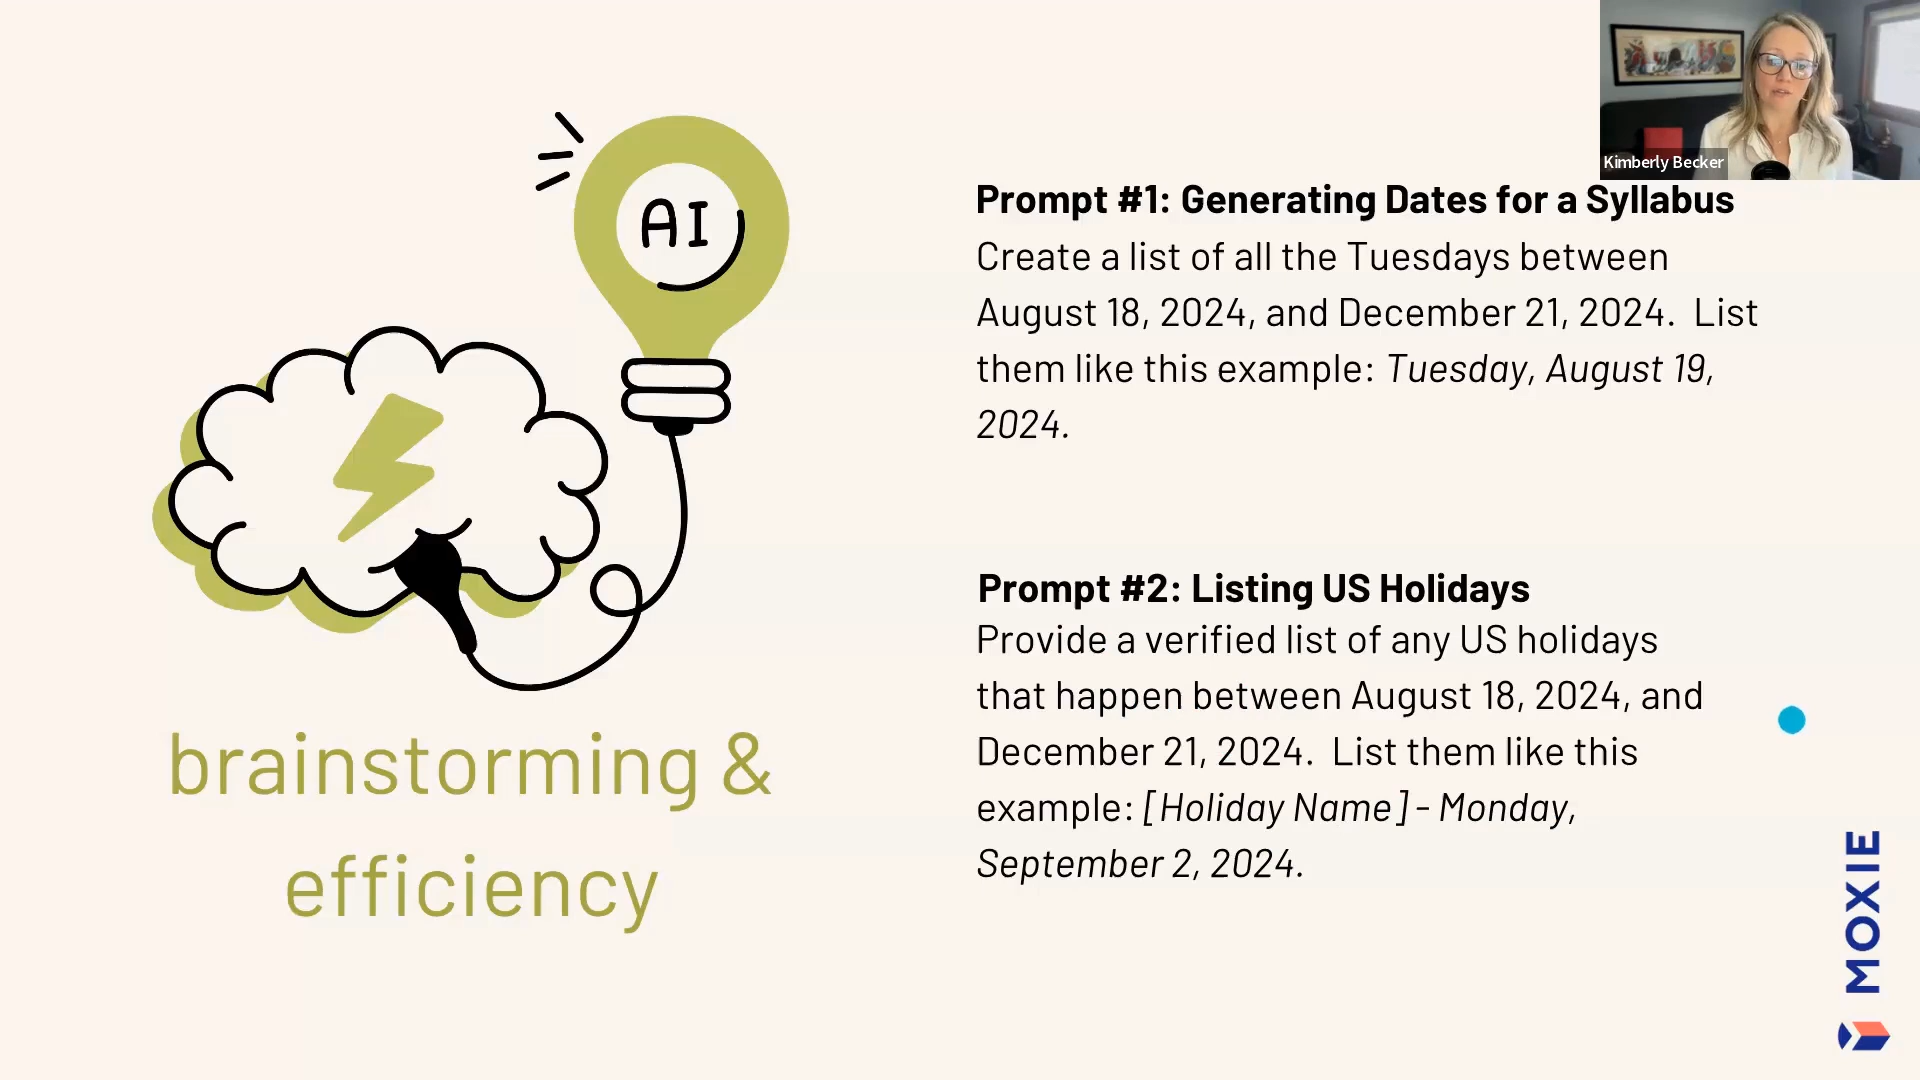 AI
brainstorming &
efficiency
Kimberly Becker
Prompt #1: Generating Dates for a Syllabus
Create a list of all the Tuesdays between
August 18, 2024, and December 21, 2024.  List
them like this example: Tuesday, August 19,
2024.
Prompt #2: Listing US Holidays
Provide a verified list of any US holidays
that happen between August 18, 2024, and
December 21, 2024.  List them like this
example: [Holiday Name] - Monday,
September 2, 2024.
MOXIE